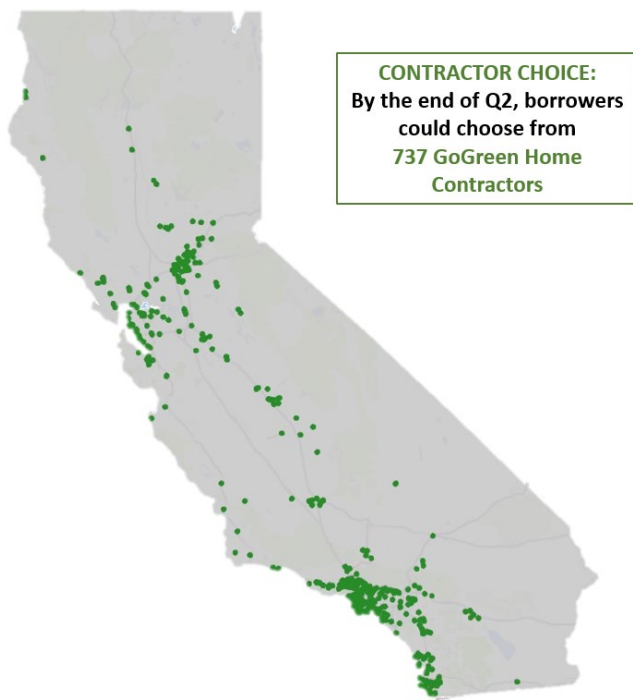 CONTRACTOR CHOICE:
By the end of Q2, borrowers
could choose from
737 GoGreen Home
Contractors